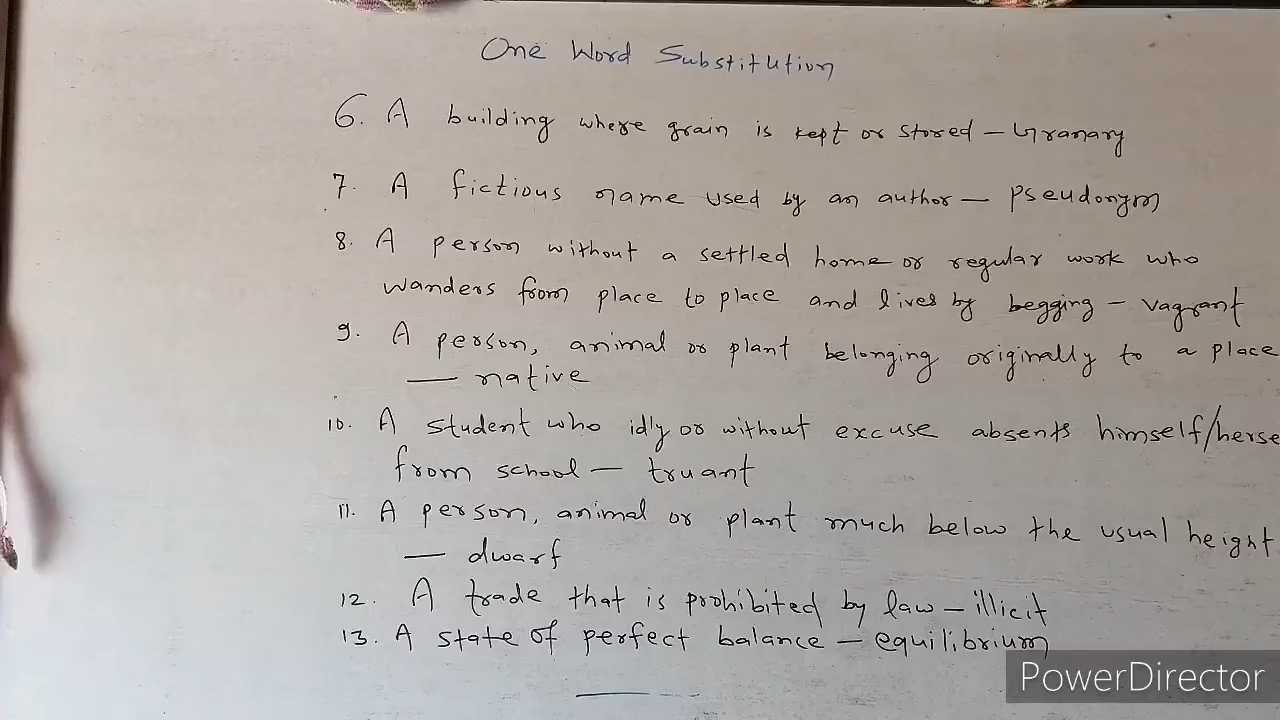 One Word Substitution
6. A building where grain is kept or stored – Granary
7. A fictious name used by an author — Pseudonym
8. A person without a settled home or regular work who
wanders from place to place and lives by begging – vagrant
9. A person, animal or plant belonging originally to a place
— native
10. A student who idly or without excuse absents himself/herse
from school — truant
11. A person, animal or plant much below the usual height
— dwarf
12. A trade that is prohibited by law – illicit
13. A state of perfect balance – equilibrium
PowerDirector